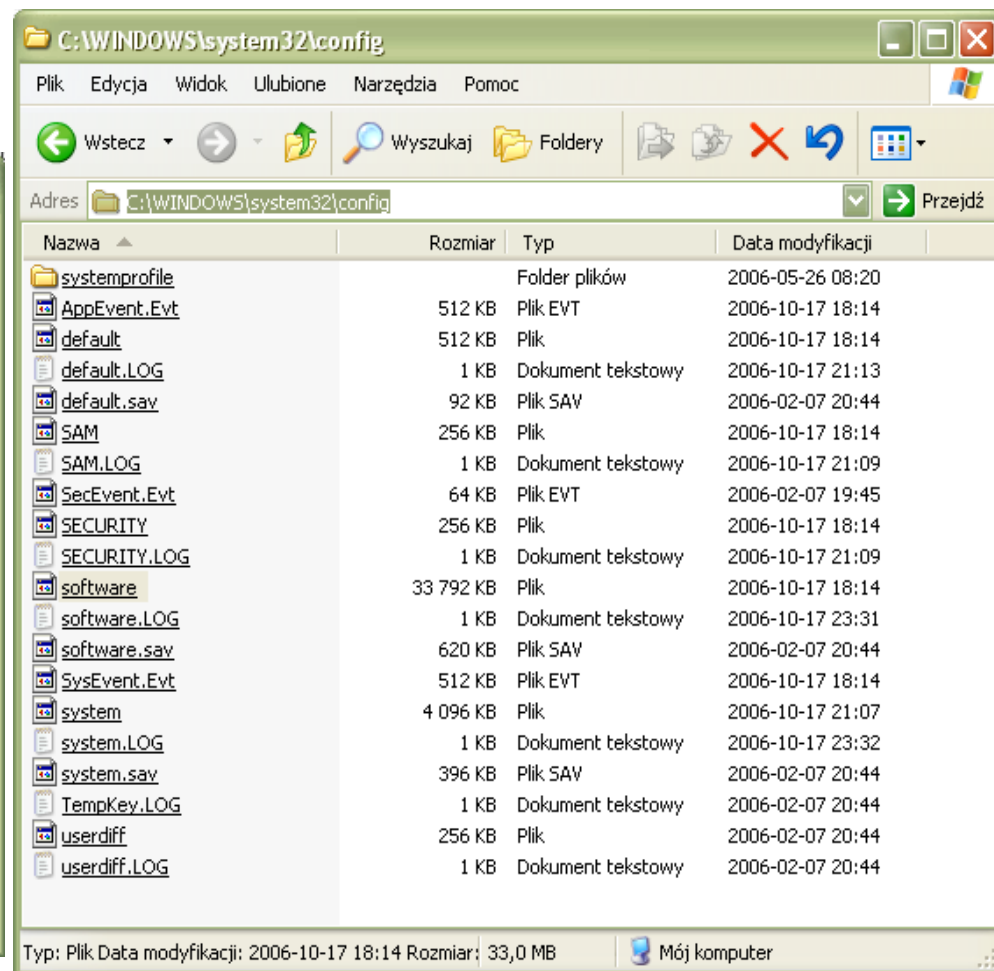 C:\WINDOWS\system32\config
Plik Edycja Widok Ulubione Narzędzia Pomoc
Wstecz Wyszukaj Foldery
Adres C:\WINDOWS\system32\config Przejdź
Nazwa Rozmiar Typ Data modyfikacji
systemprofile Folder plików 2006-05-26 08:20
AppEvent.Evt 512 KB Plik EVT 2006-10-17 18:14
default 512 KB Plik 2006-10-17 18:14
default.LOG 1 KB Dokument tekstowy 2006-10-17 21:13
default.sav 92 KB Plik SAV 2006-02-07 20:44
SAM 256 KB Plik 2006-10-17 18:14
SAM.LOG 1 KB Dokument tekstowy 2006-10-17 21:09
SecEvent.Evt 64 KB Plik EVT 2006-02-07 19:45
SECURITY 256 KB Plik 2006-10-17 18:14
SECURITY.LOG 1 KB Dokument tekstowy 2006-10-17 21:09
software 33 792 KB Plik 2006-10-17 18:14
software.LOG 1 KB Dokument tekstowy 2006-10-17 23:31
software.sav 620 KB Plik SAV 2006-02-07 20:44
SysEvent.Evt 512 KB Plik EVT 2006-10-17 18:14
system 4 096 KB Plik 2006-10-17 21:07
system.LOG 1 KB Dokument tekstowy 2006-10-17 23:32
system.sav 396 KB Plik SAV 2006-02-07 20:44
TempKey.LOG 1 KB Dokument tekstowy 2006-02-07 20:44
userdiff 256 KB Plik 2006-02-07 20:44
userdiff.LOG 1 KB Dokument tekstowy 2006-02-07 20:44
Typ: Plik Data modyfikacji: 2006-10-17 18:14 Rozmiar: 33,0 MB Mój komputer